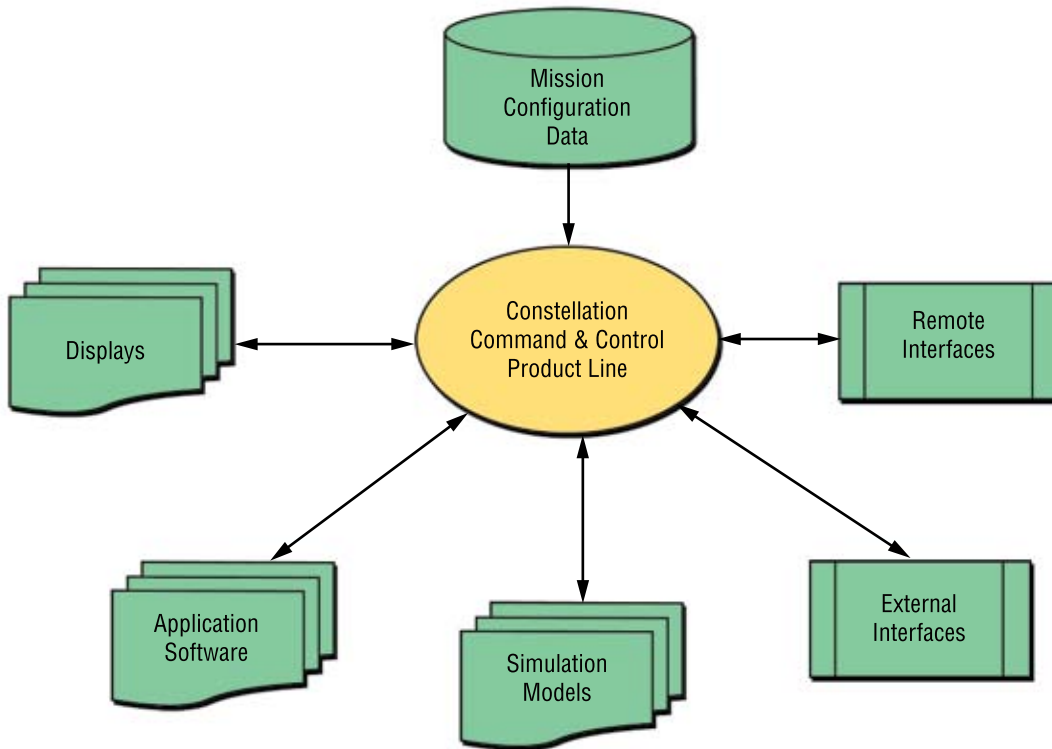 Mission
Configuration
Data
Constellation
Command & Control
Product Line
Displays
Remote
Interfaces
Application
Software
Simulation
Models
External
Interfaces